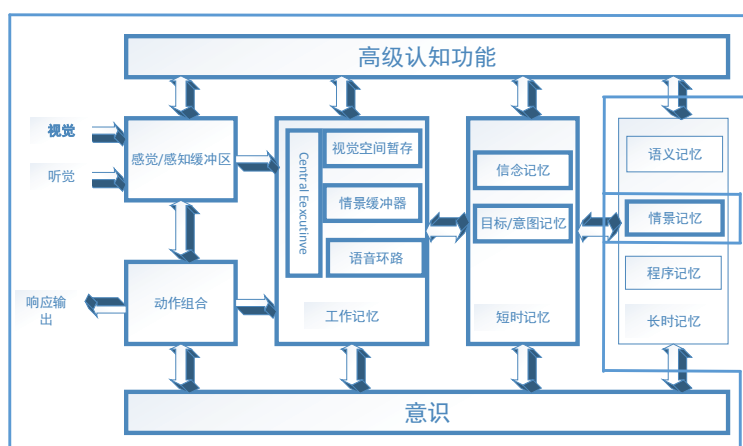 高级认知功能
视觉
听觉
感觉/感知缓冲区
动作组合
响应输
出
Central Eexcutinve
视觉空间暂存
情景缓冲器
语音环路
工作记忆
信念记忆
目标/意图记忆
短时记忆
语义记忆
情景记忆
程序记忆
长时记忆
意识